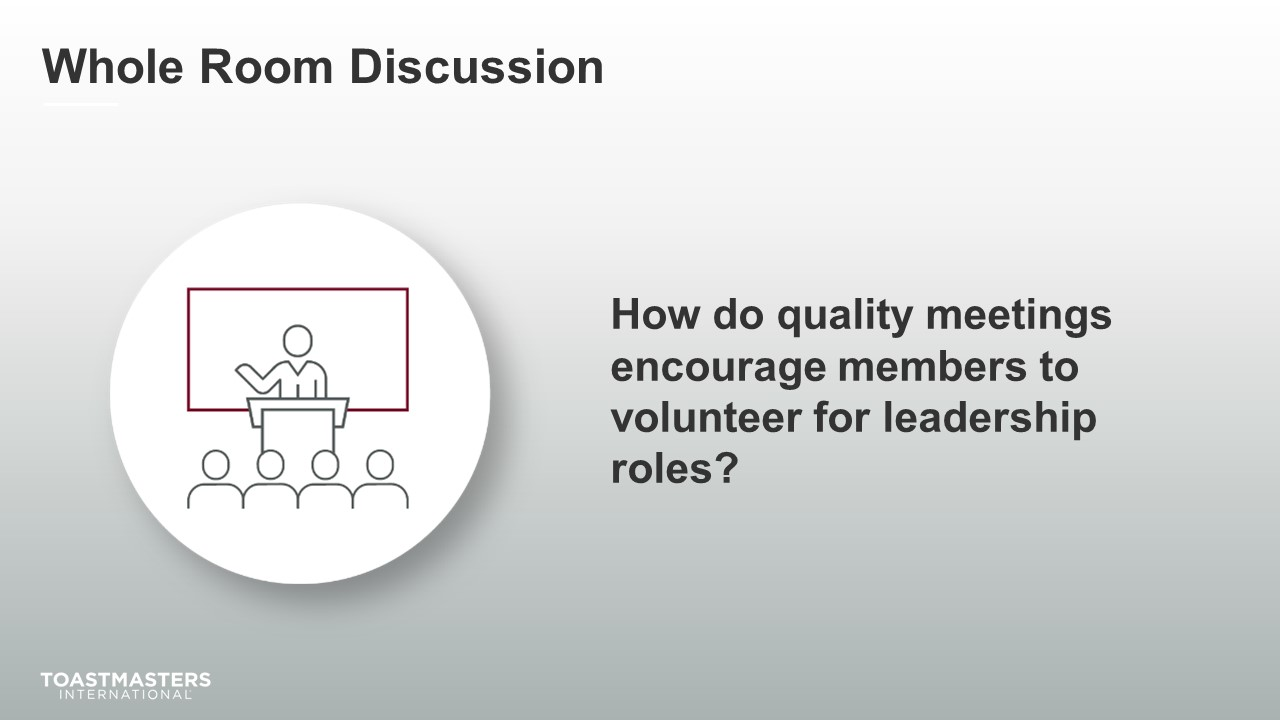 Whole Room Discussion
How do quality meetings
encourage members to
volunteer for leadership
roles?
TOASTMASTERS
INTERNATIONAL